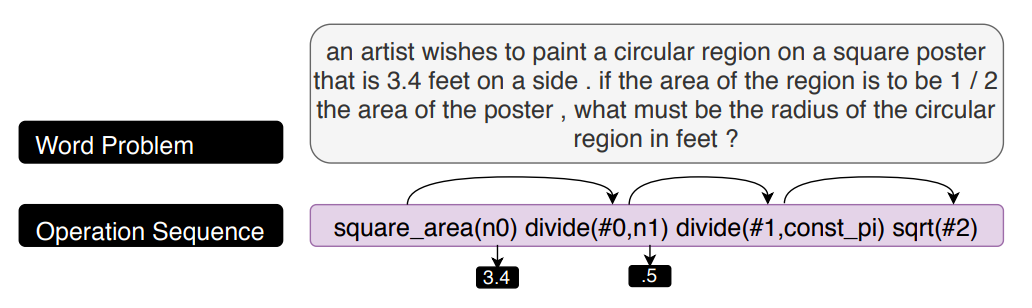 an artist wishes to paint a circular region on a square poster
that is 3.4 feet on a side . if the area of the region is to be 1 / 2
the area of the poster , what must be the radius of the circular
region in feet ?
Word Problem
Operation Sequence
square_area(n0) divide(#0,n1) divide(#1,const_pi) sqrt(#2)
3.4
.5